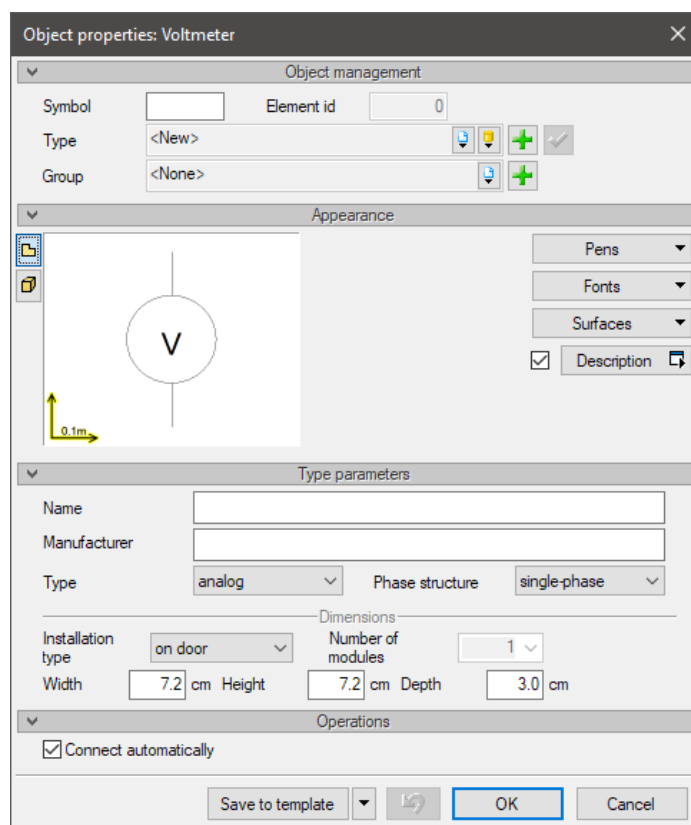 Object properties: Voltmeter
Object management
Symbol Element id 0
Type <New>
Group <None>
Appearance
Pens
Fonts
V
Surfaces
Description
0.1m
Type parameters
Name
Manufacturer
Type analog Phase structure single-phase
Dimensions
Installation type on door Number of modules 1
Width 7.2 cm Height 7.2 cm Depth 3.0 cm
Operations
Connect automatically
Save to template OK Cancel